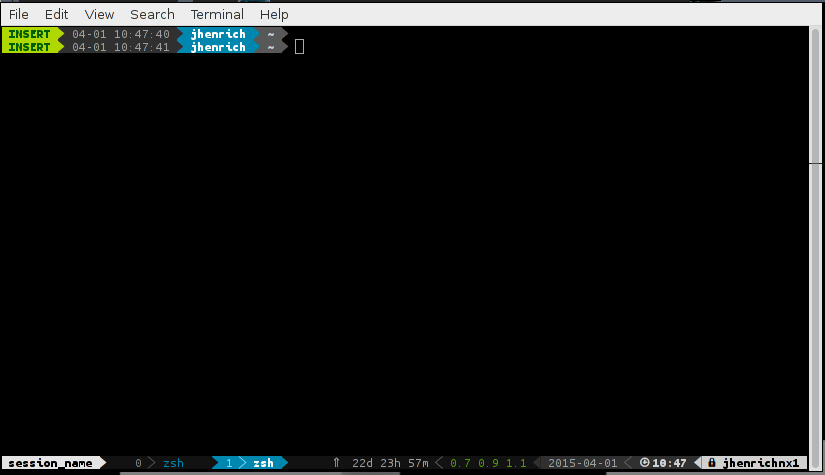 File Edit View Search Terminal Help
INSERT 04-01 10:47:40 jhenrich ~
INSERT 04-01 10:47:41 jhenrich ~
session_name 0 zsh 1 zsh ⇑ 22d 23h 57m 0.7 0.9 1.1 2015-04-01 10:47 jhenrichnx1